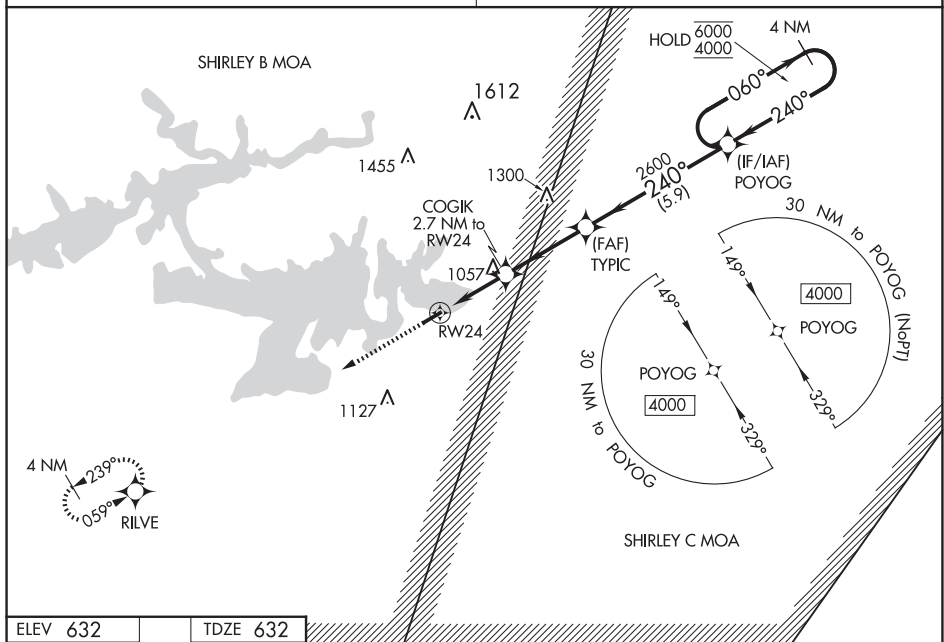 SHIRLEY B MOA
HOLD
6000
4000
4 NM
060°
240°
1612
1455
1300
2600
240°
(5.9)
(IF/IAF)
POYOG
COGIK
2.7 NM to
RW24
(FAF)
TYPIC
1057
RW24
30 NM to POYOG (NoPT)
149°
4000
POYOG
329°
149°
POYOG
4000
329°
30 NM to POYOG
1127
4 NM
239°
059°
RILVE
SHIRLEY C MOA
ELEV 632
TDZE 632